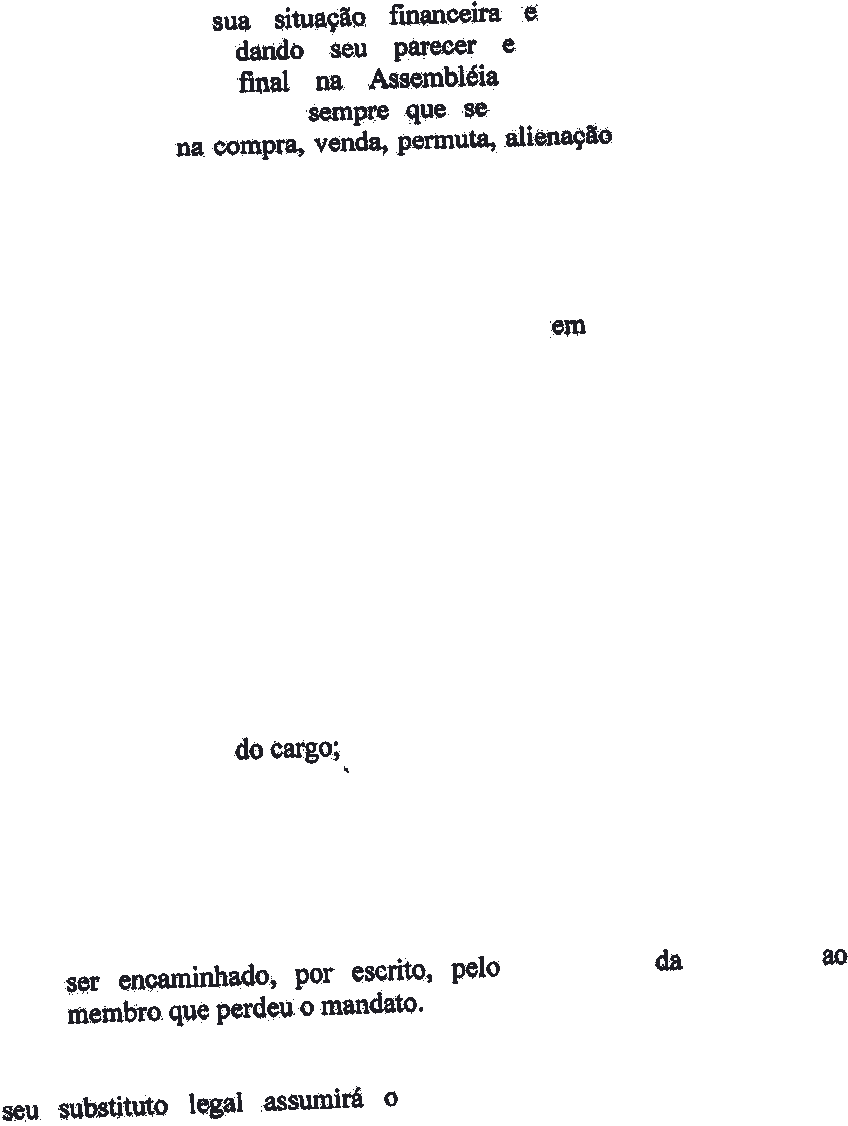 sua situação financeira e
dando seu parecer e
final na Assembléia
sempre que se
na compra, venda, permuta, alienação
em
do cargo;
ser encaminhado, por escrito, pelo da ao
membro que perdeu o mandato.
seu substituto legal assumirá o